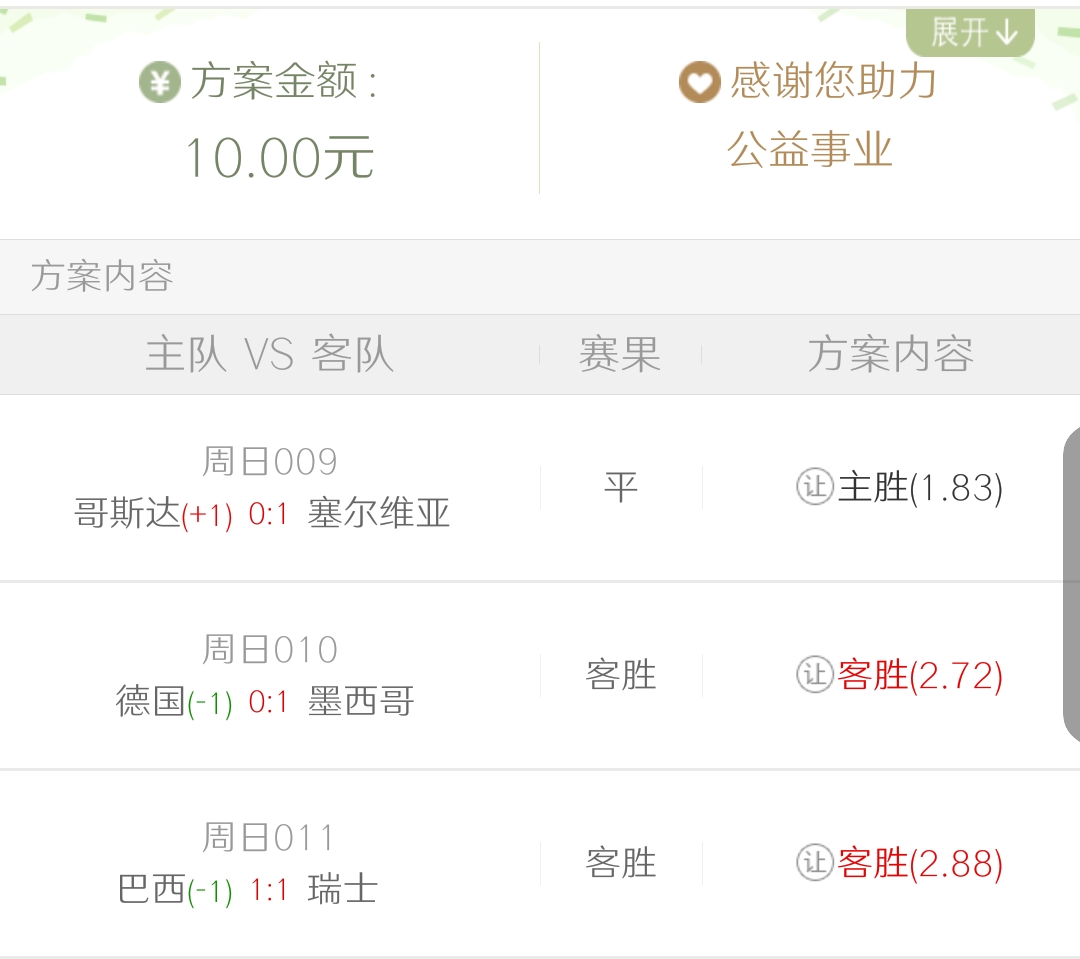 展开↓
¥ 方案金额 :
10.00元
感谢您助力
公益事业
方案内容
主队 VS 客队 赛果 方案内容
周日009
哥斯达(+1) 0:1 塞尔维亚 平 让主胜(1.83)
周日010
德国(-1) 0:1 墨西哥 客胜 让客胜(2.72)
周日011
巴西(-1) 1:1 瑞士 客胜 让客胜(2.88)